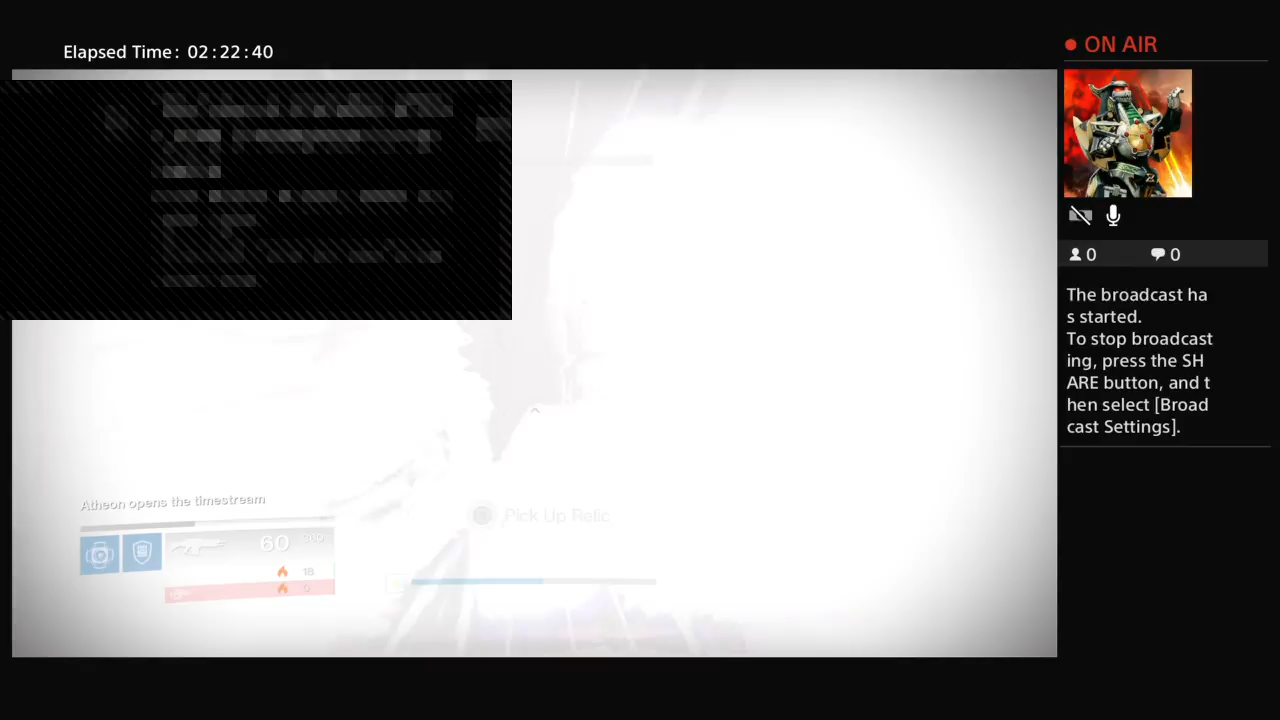 Elapsed Time: 02:22:40
ON AIR
0 0
The broadcast ha
s started.
To stop broadcast
ing, press the SH
ARE button, and t
hen select [Broad
cast Settings].
Atheon opens the timestream
Pick Up Relic
60
18
0